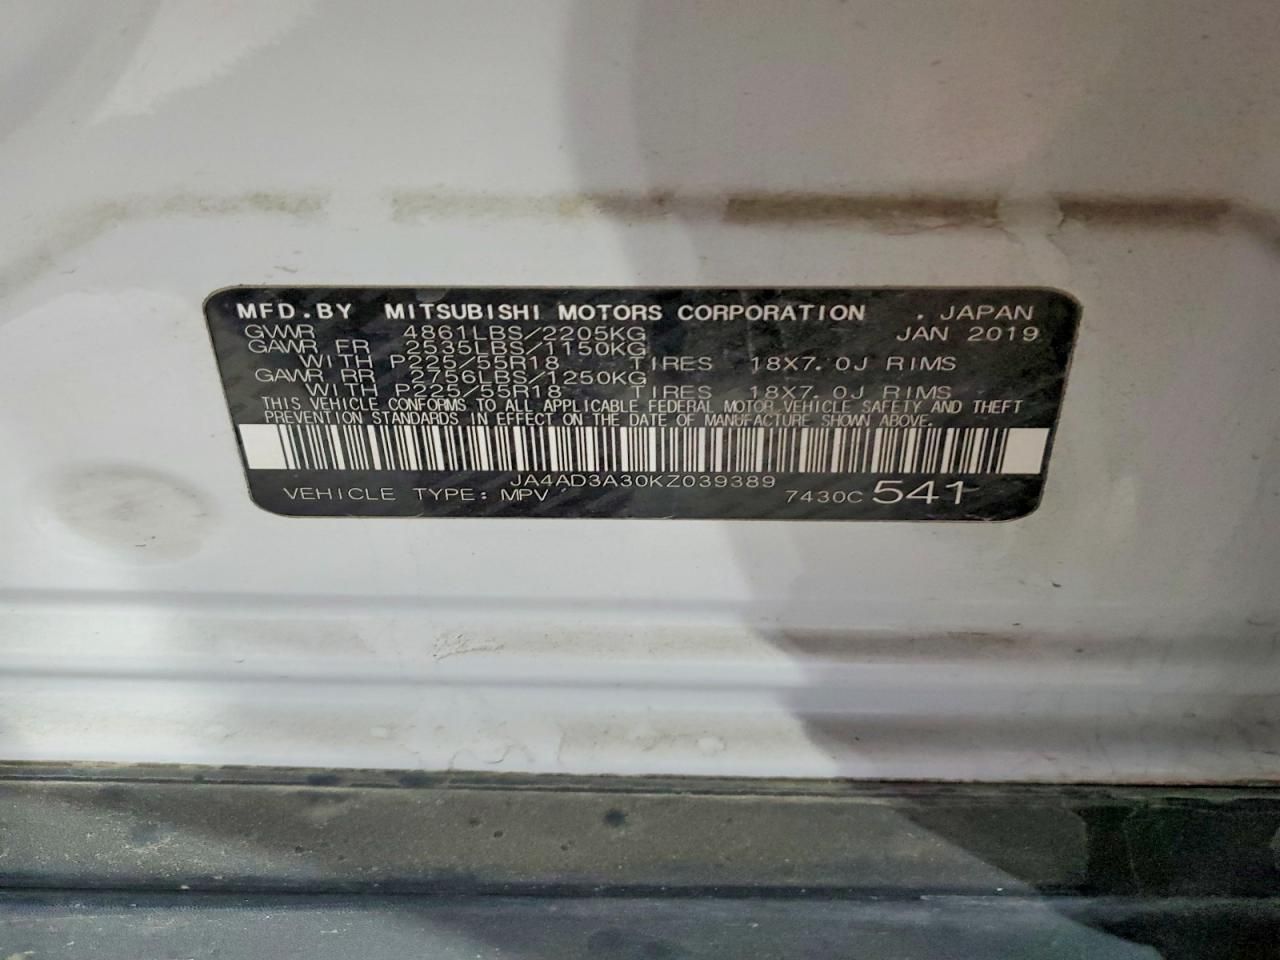 MFD.BY MITSUBISHI MOTORS CORPORATION . JAPAN
GVWR 4861LBS/2205KG JAN 2019
GAWR FR 2535LBS/1150KG
WITH P225/55R18 TIRES 18X7.0J RIMS
GAWR RR 2756LBS/1250KG
WITH P225/55R18 TIRES 18X7.0J RIMS
THIS VEHICLE CONFORMS TO ALL APPLICABLE FEDERAL MOTOR VEHICLE SAFETY AND THEFT
PREVENTION STANDARDS IN EFFECT ON THE DATE OF MANUFACTURE SHOWN ABOVE.
JA4AD3A30KZ039389
VEHICLE TYPE: MPV 7430C 541